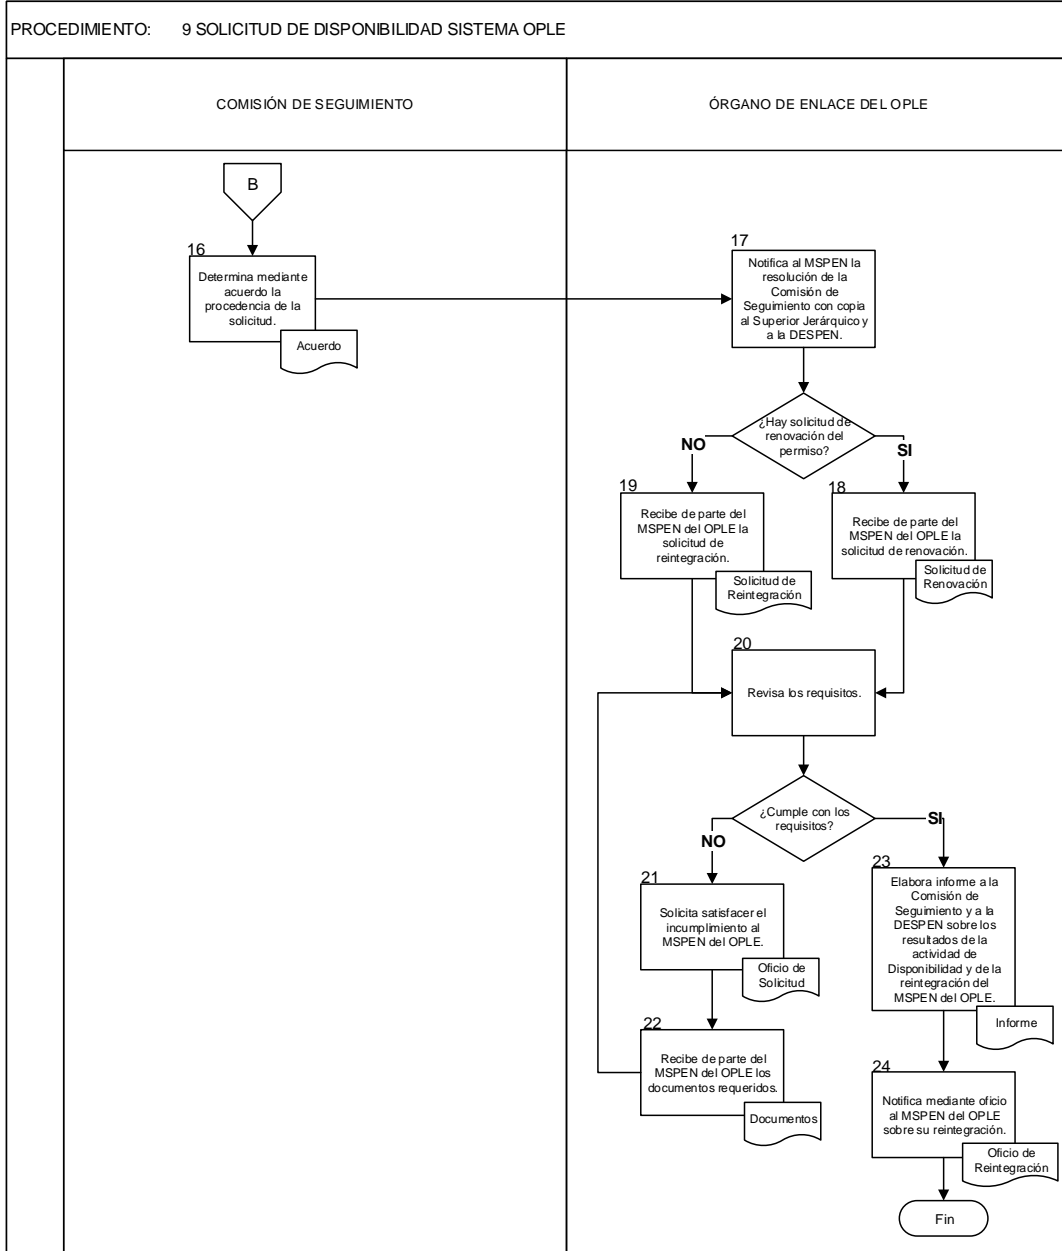 PROCEDIMIENTO: 9 SOLICITUD DE DISPONIBILIDAD SISTEMA OPLE
COMISIÓN DE SEGUIMIENTO
ÓRGANO DE ENLACE DEL OPLE
B
16
Determina mediante
acuerdo la
procedencia de la
solicitud.
Acuerdo
17
Notifica al MSPEN la
resolución de la
Comisión de
Seguimiento con copia
al Superior Jerárquico y
a la DESPEN.
¿Hay solicitud de
renovación del
permiso?
NO
SI
19
Recibe de parte del
MSPEN del OPLE la
solicitud de
reintegración.
Solicitud de
Reintegración
18
Recibe de parte del
MSPEN del OPLE la
solicitud de renovación.
Solicitud de
Renovación
20
Revisa los requisitos.
¿Cumple con los
requisitos?
NO
SI
21
Solicita satisfacer el
incumplimiento al
MSPEN del OPLE.
Oficio de
Solicitud
22
Recibe de parte del
MSPEN del OPLE los
documentos requeridos.
Documentos
23
Elabora informe a la
Comisión de
Seguimiento y a la
DESPEN sobre los
resultados de la
actividad de
Disponibilidad y de la
reintegración del
MSPEN del OPLE.
Informe
24
Notifica mediante oficio
al MSPEN del OPLE
sobre su reintegración.
Oficio de
Reintegración
Fin